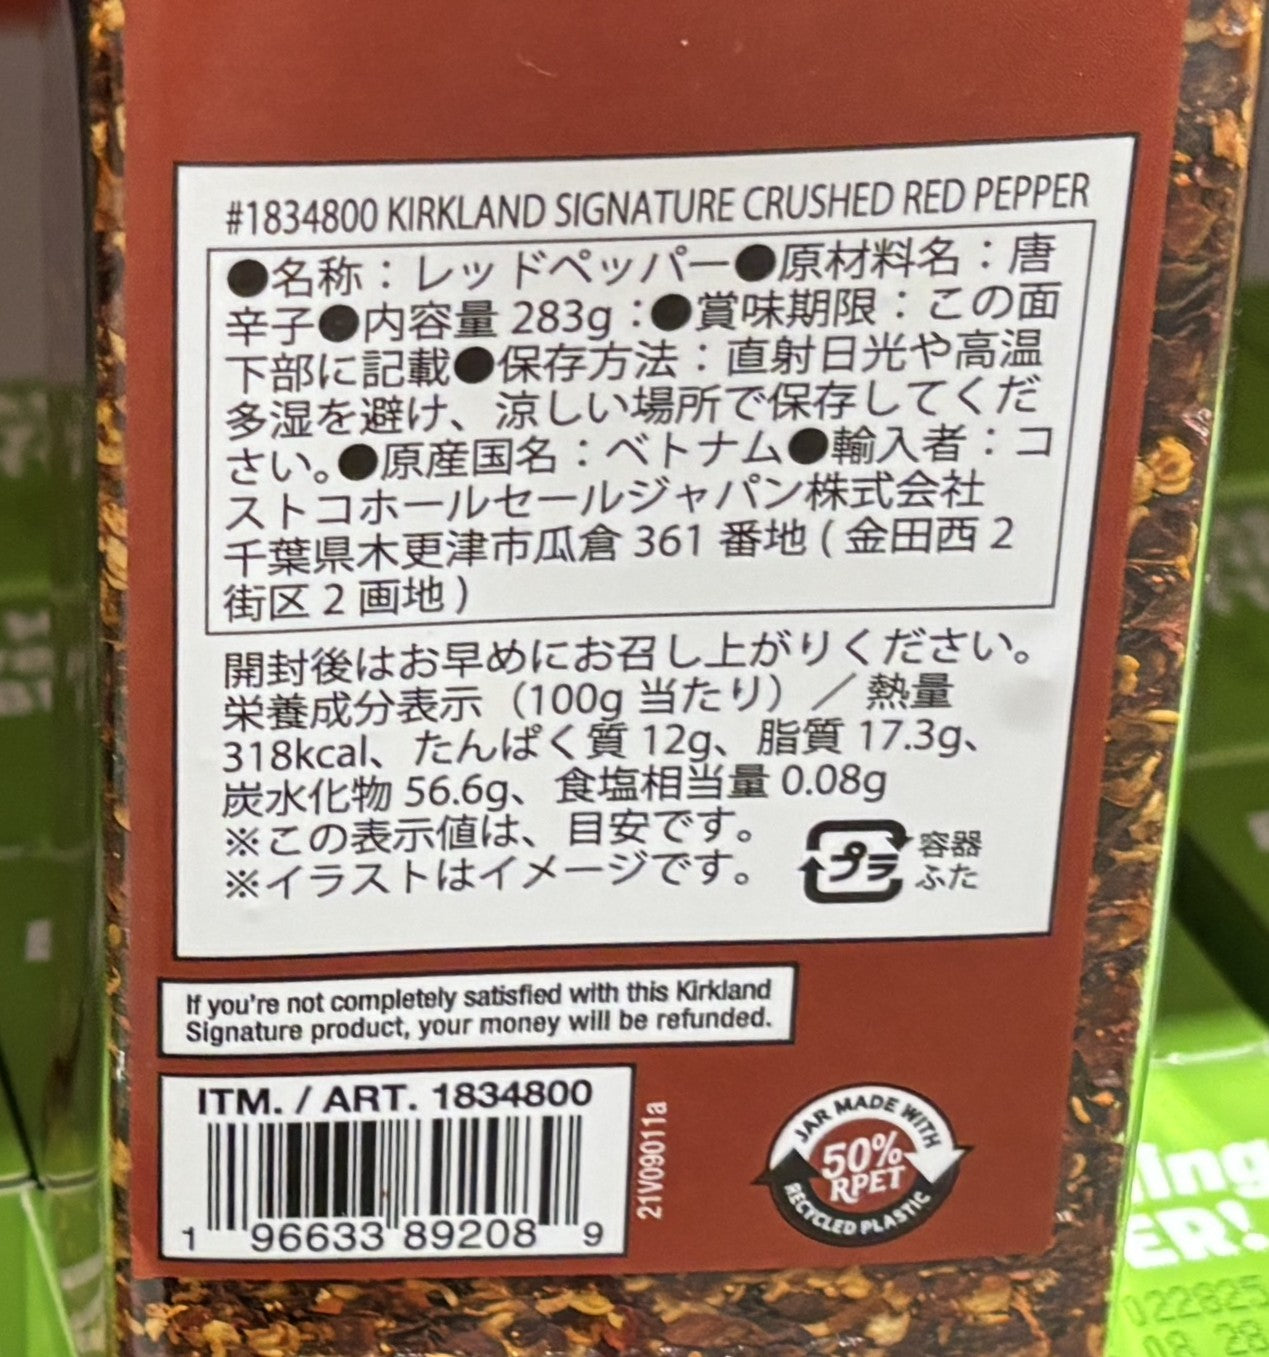 #1834800 KIRKLAND SIGNATURE CRUSHED RED PEPPER
●名称：レッドペッパー●原材料名：唐
辛子●内容量 283g：●賞味期限：この面
下部に記載●保存方法：直射日光や高温
多湿を避け、涼しい場所で保存してくだ
さい。●原産国名：ベトナム●輸入者：コ
ストコホールセールジャパン株式会社
千葉県木更津市瓜倉 361 番地 ( 金田西 2
街区 2 画地 )
開封後はお早めにお召し上がりください。
栄養成分表示（100g 当たり）／ 熱量
318kcal、たんぱく質 12g、脂質 17.3g、
炭水化物 56.6g、食塩相当量 0.08g
※この表示値は、目安です。
※イラストはイメージです。
プラ 容器
ふた
If you're not completely satisfied with this Kirkland
Signature product, your money will be refunded.
ITM. / ART. 1834800
1 96633 89208 9
21V09011a
JAR MADE WITH
50%
RPET
RECYCLED PLASTIC
ing
ER!
022825